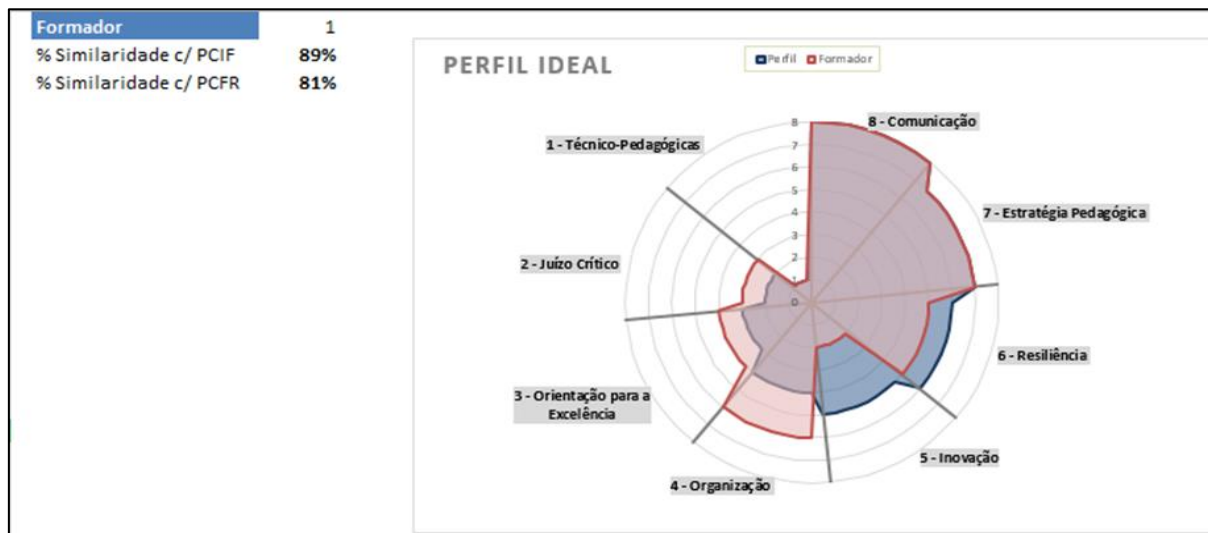 Formador 1
% Similaridade c/ PCIF 89%
% Similaridade c/ PCFR 81%
PERFIL IDEAL
Perfil Formador
8 - Comunicação
1 - Técnico-Pedagógicas
7 - Estratégia Pedagógica
2 - Juízo Crítico
6 - Resiliência
3 - Orientação para a
Excelência
5 - Inovação
4 - Organização
8
7
6
5
4
3
2
1
0